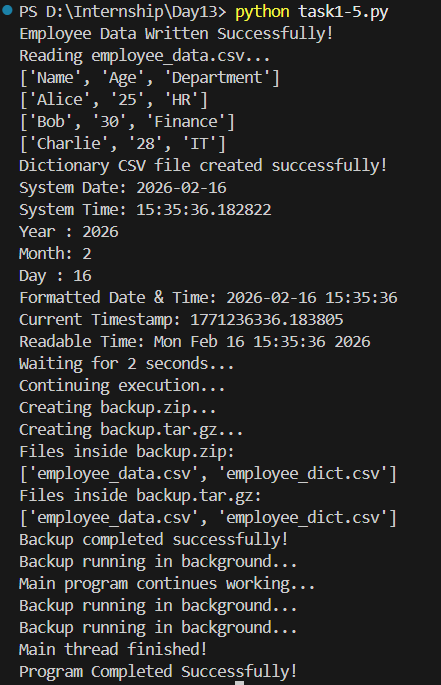 PS D:\Internship\Day13> python task1-5.py
Employee Data Written Successfully!
Reading employee_data.csv...
['Name', 'Age', 'Department']
['Alice', '25', 'HR']
['Bob', '30', 'Finance']
['Charlie', '28', 'IT']
Dictionary CSV file created successfully!
System Date: 2026-02-16
System Time: 15:35:36.182822
Year : 2026
Month: 2
Day : 16
Formatted Date & Time: 2026-02-16 15:35:36
Current Timestamp: 1771236336.183805
Readable Time: Mon Feb 16 15:35:36 2026
Waiting for 2 seconds...
Continuing execution...
Creating backup.zip...
Creating backup.tar.gz...
Files inside backup.zip:
['employee_data.csv', 'employee_dict.csv']
Files inside backup.tar.gz:
['employee_data.csv', 'employee_dict.csv']
Backup completed successfully!
Backup running in background...
Main program continues working...
Backup running in background...
Backup running in background...
Main thread finished!
Program Completed Successfully!